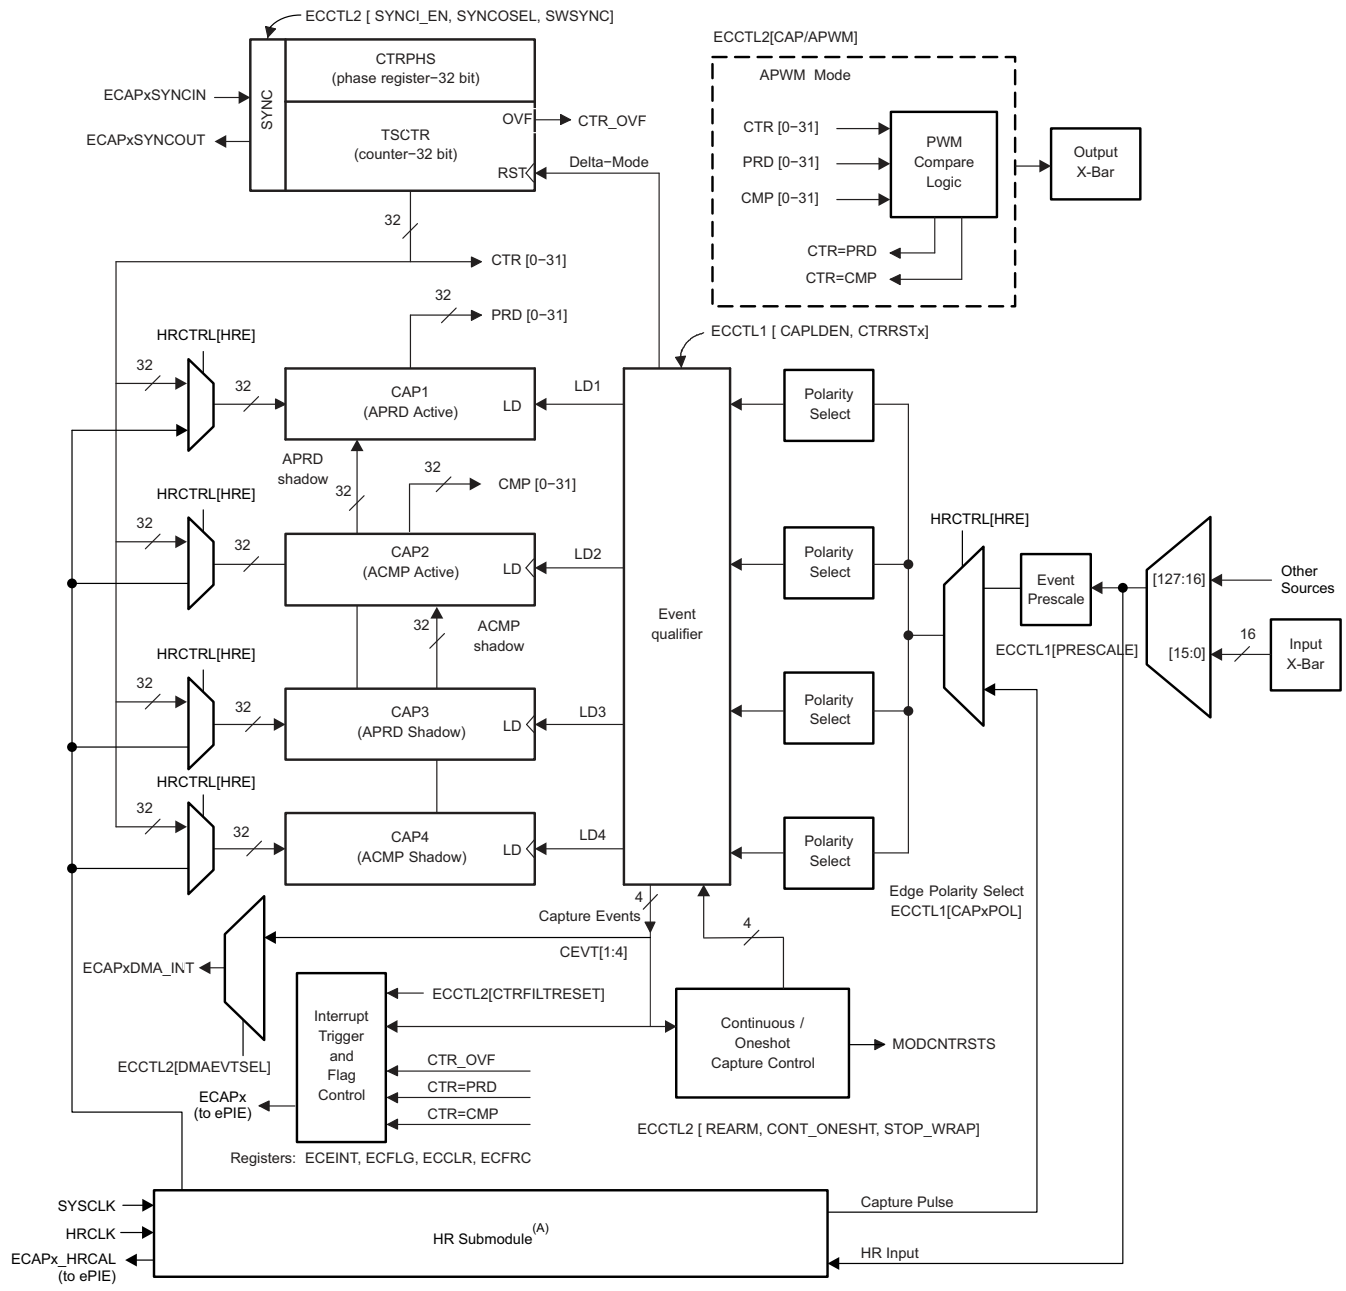 ECCTL2 [ SYNCI_EN, SYNCOSEL, SWSYNC]
SYNC
CTRPHS
(phase register−32 bit)
ECAPxSYNCIN
ECAPxSYNCOUT
TSCTR
(counter−32 bit)
OVF
CTR_OVF
RST
Delta−Mode
32
CTR [0−31]
32
PRD [0−31]
ECCTL2[CAP/APWM]
APWM Mode
CTR [0−31]
PRD [0−31]
CMP [0−31]
PWM
Compare
Logic
CTR=PRD
CTR=CMP
Output
X-Bar
ECCTL1 [ CAPLDEN, CTRRSTx]
HRCTRL[HRE]
32
32
CAP1
(APRD Active)
LD
LD1
Polarity
Select
APRD
shadow
32
32
CMP [0−31]
HRCTRL[HRE]
32
32
CAP2
(ACMP Active)
LD
LD2
Polarity
Select
Event
qualifier
32
ACMP
shadow
HRCTRL[HRE]
Event
Prescale
ECCTL1[PRESCALE]
[127:16]
[15:0]
Other
Sources
16
Input
X-Bar
HRCTRL[HRE]
32
32
CAP3
(APRD Shadow)
LD
LD3
Polarity
Select
HRCTRL[HRE]
32
32
CAP4
(ACMP Shadow)
LD
LD4
Polarity
Select
Edge Polarity Select
ECCTL1[CAPxPOL]
4
Capture Events
CEVT[1:4]
4
ECAPxDMA_INT
ECCTL2[DMAEVTSEL]
Interrupt
Trigger
and
Flag
Control
ECCTL2[CTRFILTRESET]
CTR_OVF
CTR=PRD
CTR=CMP
ECAPx
(to ePIE)
Continuous /
Oneshot
Capture Control
MODCNTRSTS
ECCTL2 [ REARM, CONT_ONESHT, STOP_WRAP]
Registers: ECEINT, ECFLG, ECCLR, ECFRC
SYSCLK
HRCLK
ECAPx_HRCAL
(to ePIE)
HR Submodule(A)
Capture Pulse
HR Input